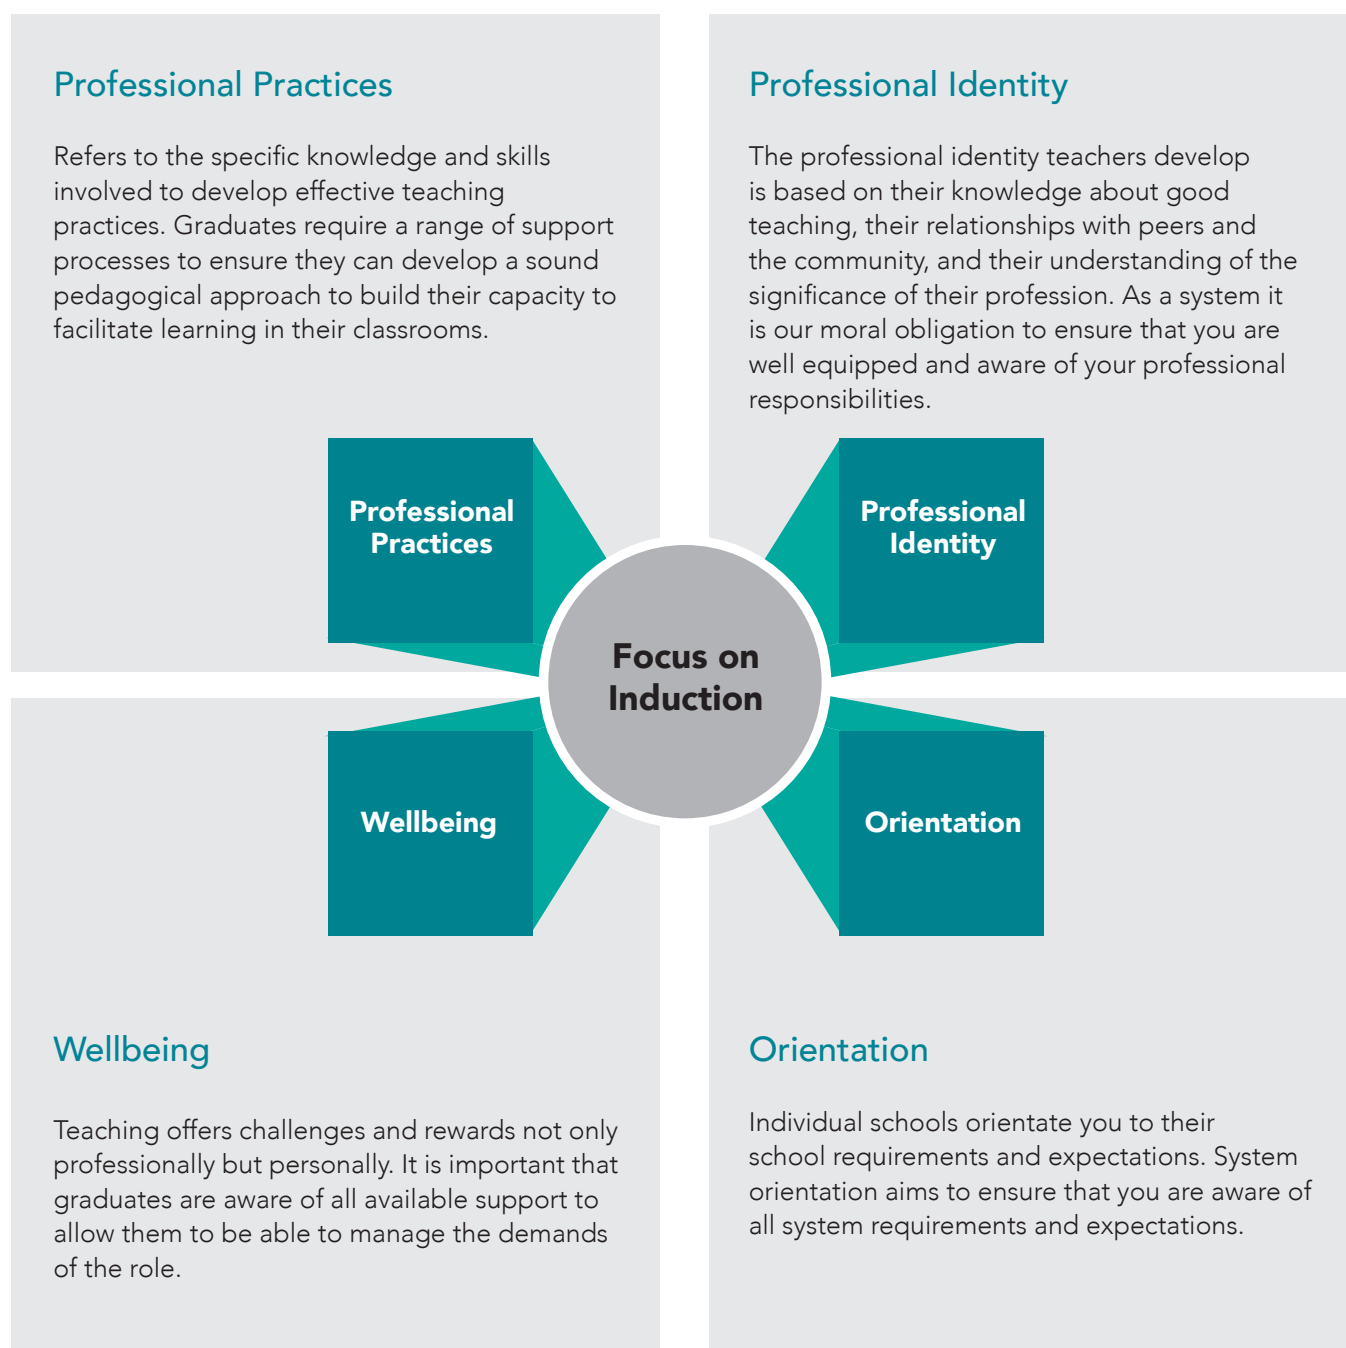 Professional Practices
Refers to the specific knowledge and skills
involved to develop effective teaching
practices. Graduates require a range of support
processes to ensure they can develop a sound
pedagogical approach to build their capacity to
facilitate learning in their classrooms.
Professional Identity
The professional identity teachers develop
is based on their knowledge about good
teaching, their relationships with peers and
the community, and their understanding of the
significance of their profession. As a system it
is our moral obligation to ensure that you are
well equipped and aware of your professional
responsibilities.
Professional
Practices
Professional
Identity
Focus on
Induction
Wellbeing
Orientation
Wellbeing
Teaching offers challenges and rewards not only
professionally but personally. It is important that
graduates are aware of all available support to
allow them to be able to manage the demands
of the role.
Orientation
Individual schools orientate you to their
school requirements and expectations. System
orientation aims to ensure that you are aware of
all system requirements and expectations.